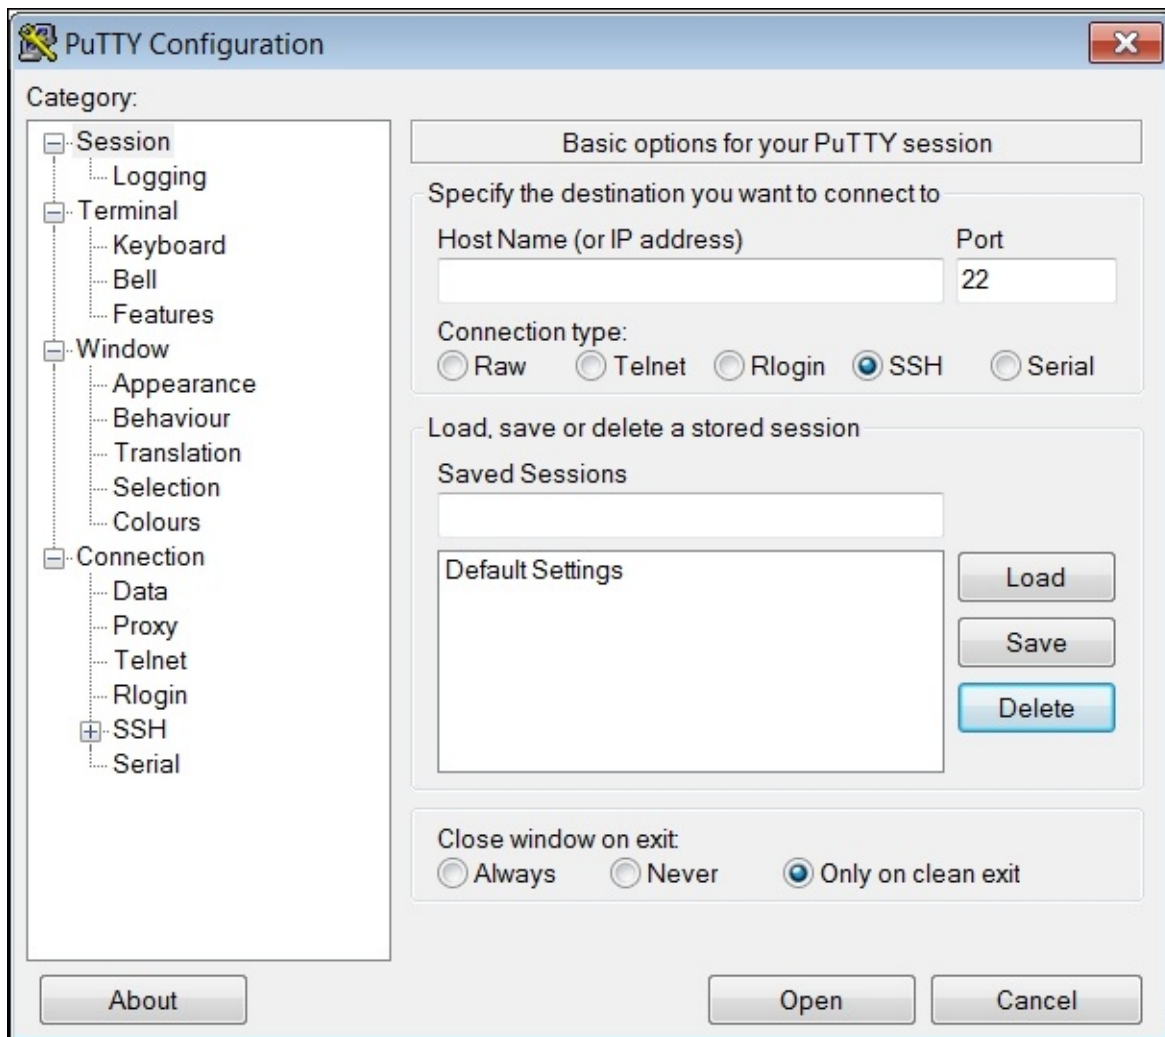 PuTTY Configuration
Category:
Session
Logging
Terminal
Keyboard
Bell
Features
Window
Appearance
Behaviour
Translation
Selection
Colours
Connection
Data
Proxy
Telnet
Rlogin
SSH
Serial
Basic options for your PuTTY session
Specify the destination you want to connect to
Host Name (or IP address) Port
22
Connection type:
Raw Telnet Rlogin SSH Serial
Load, save or delete a stored session
Saved Sessions
Default Settings
Load
Save
Delete
Close window on exit:
Always Never Only on clean exit
About Open Cancel